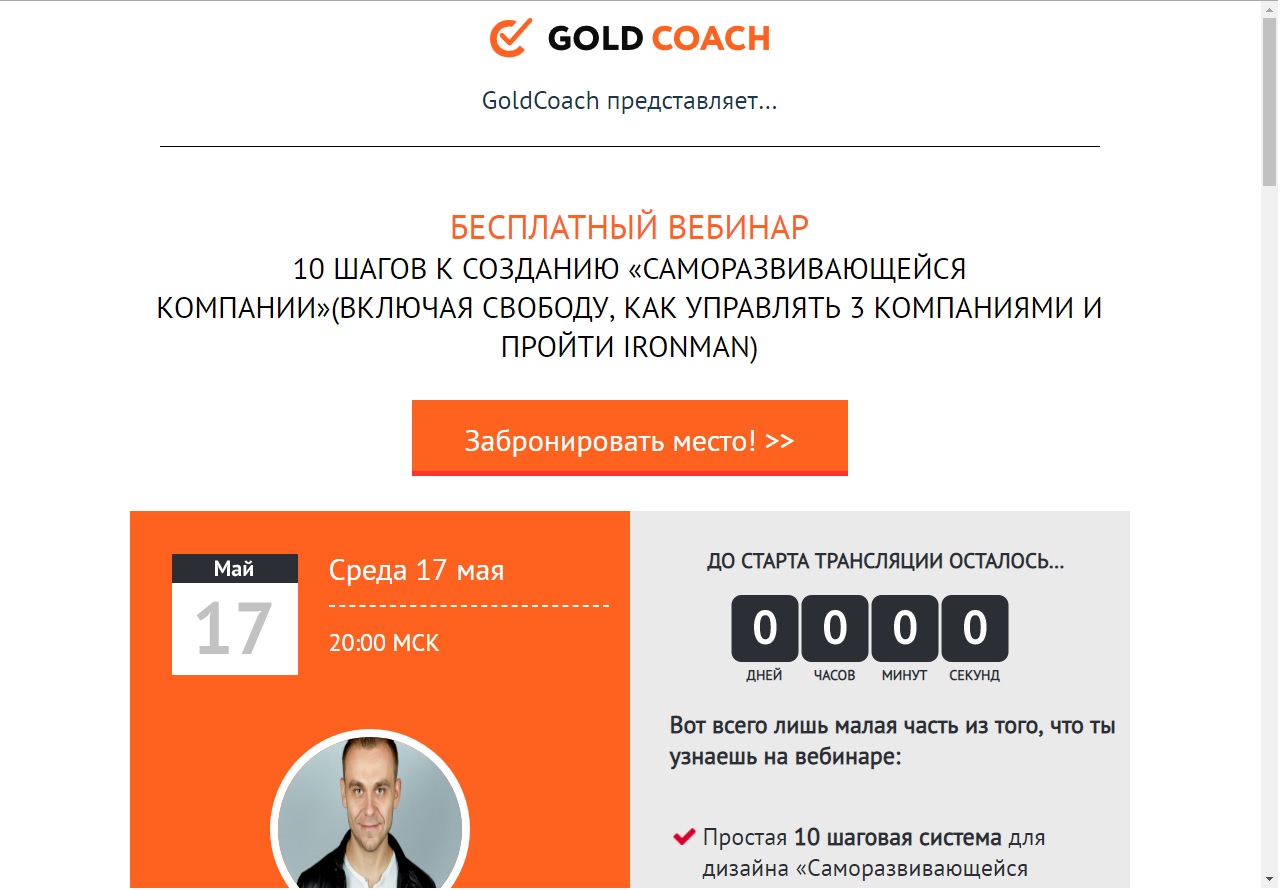 GOLD COACH
GoldCoach представляет...
БЕСПЛАТНЫЙ ВЕБИНАР
10 ШАГОВ К СОЗДАНИЮ «САМОРАЗВИВАЮЩЕЙСЯ
КОМПАНИИ»(ВКЛЮЧАЯ СВОБОДУ, КАК УПРАВЛЯТЬ 3 КОМПАНИЯМИ И
ПРОЙТИ IRONMAN)
Забронировать место! >>
Май
17
Среда 17 мая
20:00 МСК
ДО СТАРТА ТРАНСЛЯЦИИ ОСТАЛОСЬ...
0 0 0 0
ДНЕЙ ЧАСОВ МИНУТ СЕКУНД
Вот всего лишь малая часть из того, что ты
узнаешь на вебинаре:
Простая 10 шаговая система для
дизайна «Саморазвивающейся